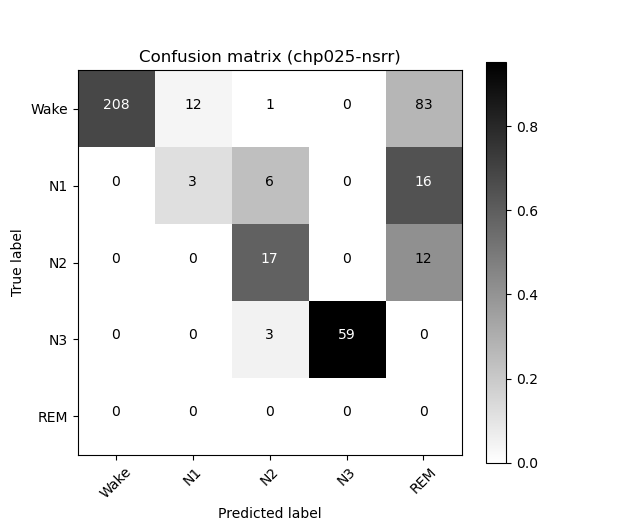 Confusion matrix (chp025-nsrr)
Wake 208 12 1 0 83
N1 0 3 6 0 16
N2 0 0 17 0 12
N3 0 0 3 59 0
REM 0 0 0 0 0
Wake N1 N2 N3 REM
Predicted label
True label
0.8
0.6
0.4
0.2
0.0